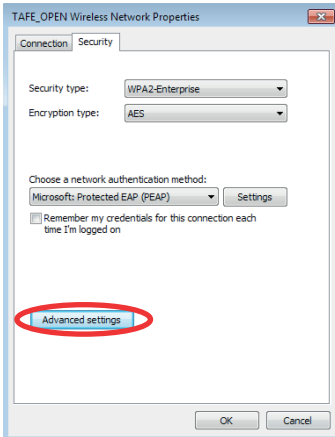 TAFE_OPEN Wireless Network Properties
Connection Security
Security type: WPA2-Enterprise
Encryption type: AES
Choose a network authentication method:
Microsoft: Protected EAP (PEAP) Settings
Remember my credentials for this connection each
time I'm logged on
Advanced settings
OK Cancel